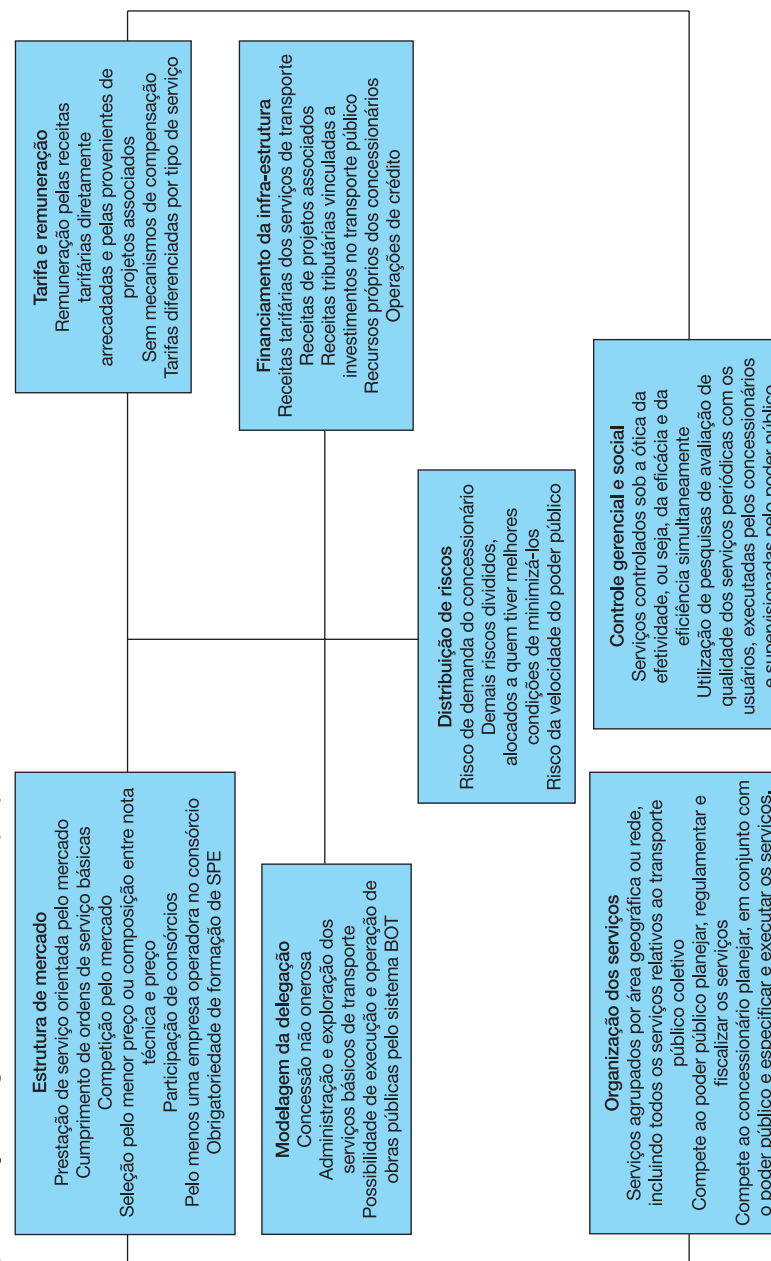 Estrutura de mercado
Prestação de serviço orientada pelo mercado
Cumprimento de ordens de serviço básicas
Competição pelo mercado
Seleção pelo menor preço ou composição entre nota
técnica e preço
Participação de consórcios
Pelo menos uma empresa operadora no consórcio
Obrigatoriedade de formação de SPE
Tarifa e remuneração
Remuneração pelas receitas
tarifárias diretamente
arrecadadas e pelas provenientes de
projetos associados
Sem mecanismos de compensação
Tarifas diferenciadas por tipo de serviço
Modelagem da delegação
Concessão não onerosa
Administração e exploração dos
serviços básicos de transporte
Possibilidade de execução e operação de
obras públicas pelo sistema BOT
Financiamento da infra-estrutura
Receitas tarifárias dos serviços de transporte
Receitas de projetos associados
Receitas tributárias vinculadas a
investimentos no transporte público
Recursos próprios dos concessionários
Operações de crédito
Distribuição de riscos
Risco de demanda do concessionário
Demais riscos divididos,
alocados a quem tiver melhores
condições de minimizá-los
Risco da velocidade do poder público
Organização dos serviços
Serviços agrupados por área geográfica ou rede,
incluindo todos os serviços relativos ao transporte
público coletivo
Compete ao poder público planejar, regulamentar e
fiscalizar os serviços
Compete ao concessionário planejar, em conjunto com
o poder público e especificar e executar os serviços,
Controle gerencial e social
Serviços controlados sob a ótica da
efetividade, ou seja, da eficácia e da
eficiência simultaneamente
Utilização de pesquisas de avaliação de
qualidade dos serviços periódicas com os
usuários, executadas pelos concessionários
e supervisionadas pelo poder público